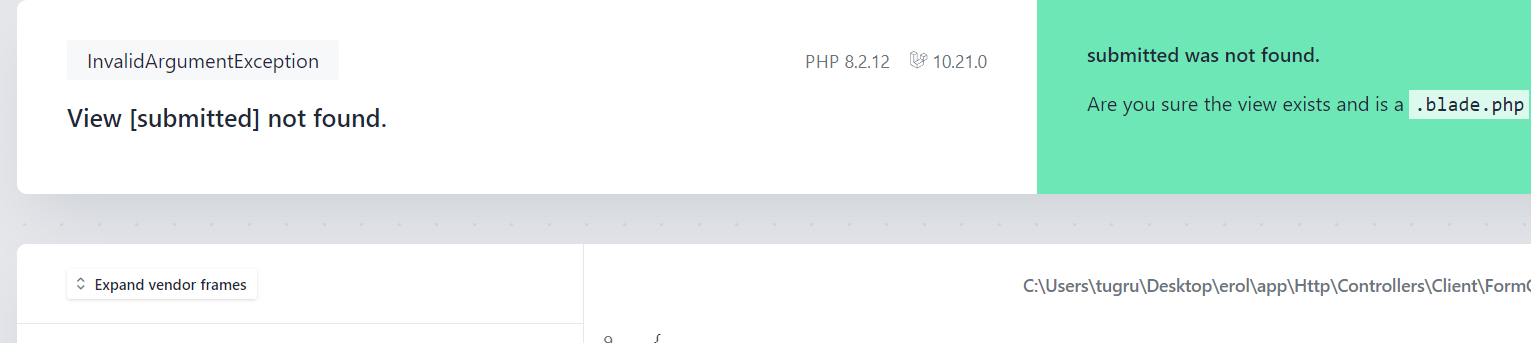 InvalidArgumentException
PHP 8.2.12 10.21.0
View [submitted] not found.
submitted was not found.
Are you sure the view exists and is a .blade.php
Expand vendor frames
C:\Users\tugru\Desktop\erol\app\Http\Controllers\Client\Form
9 {